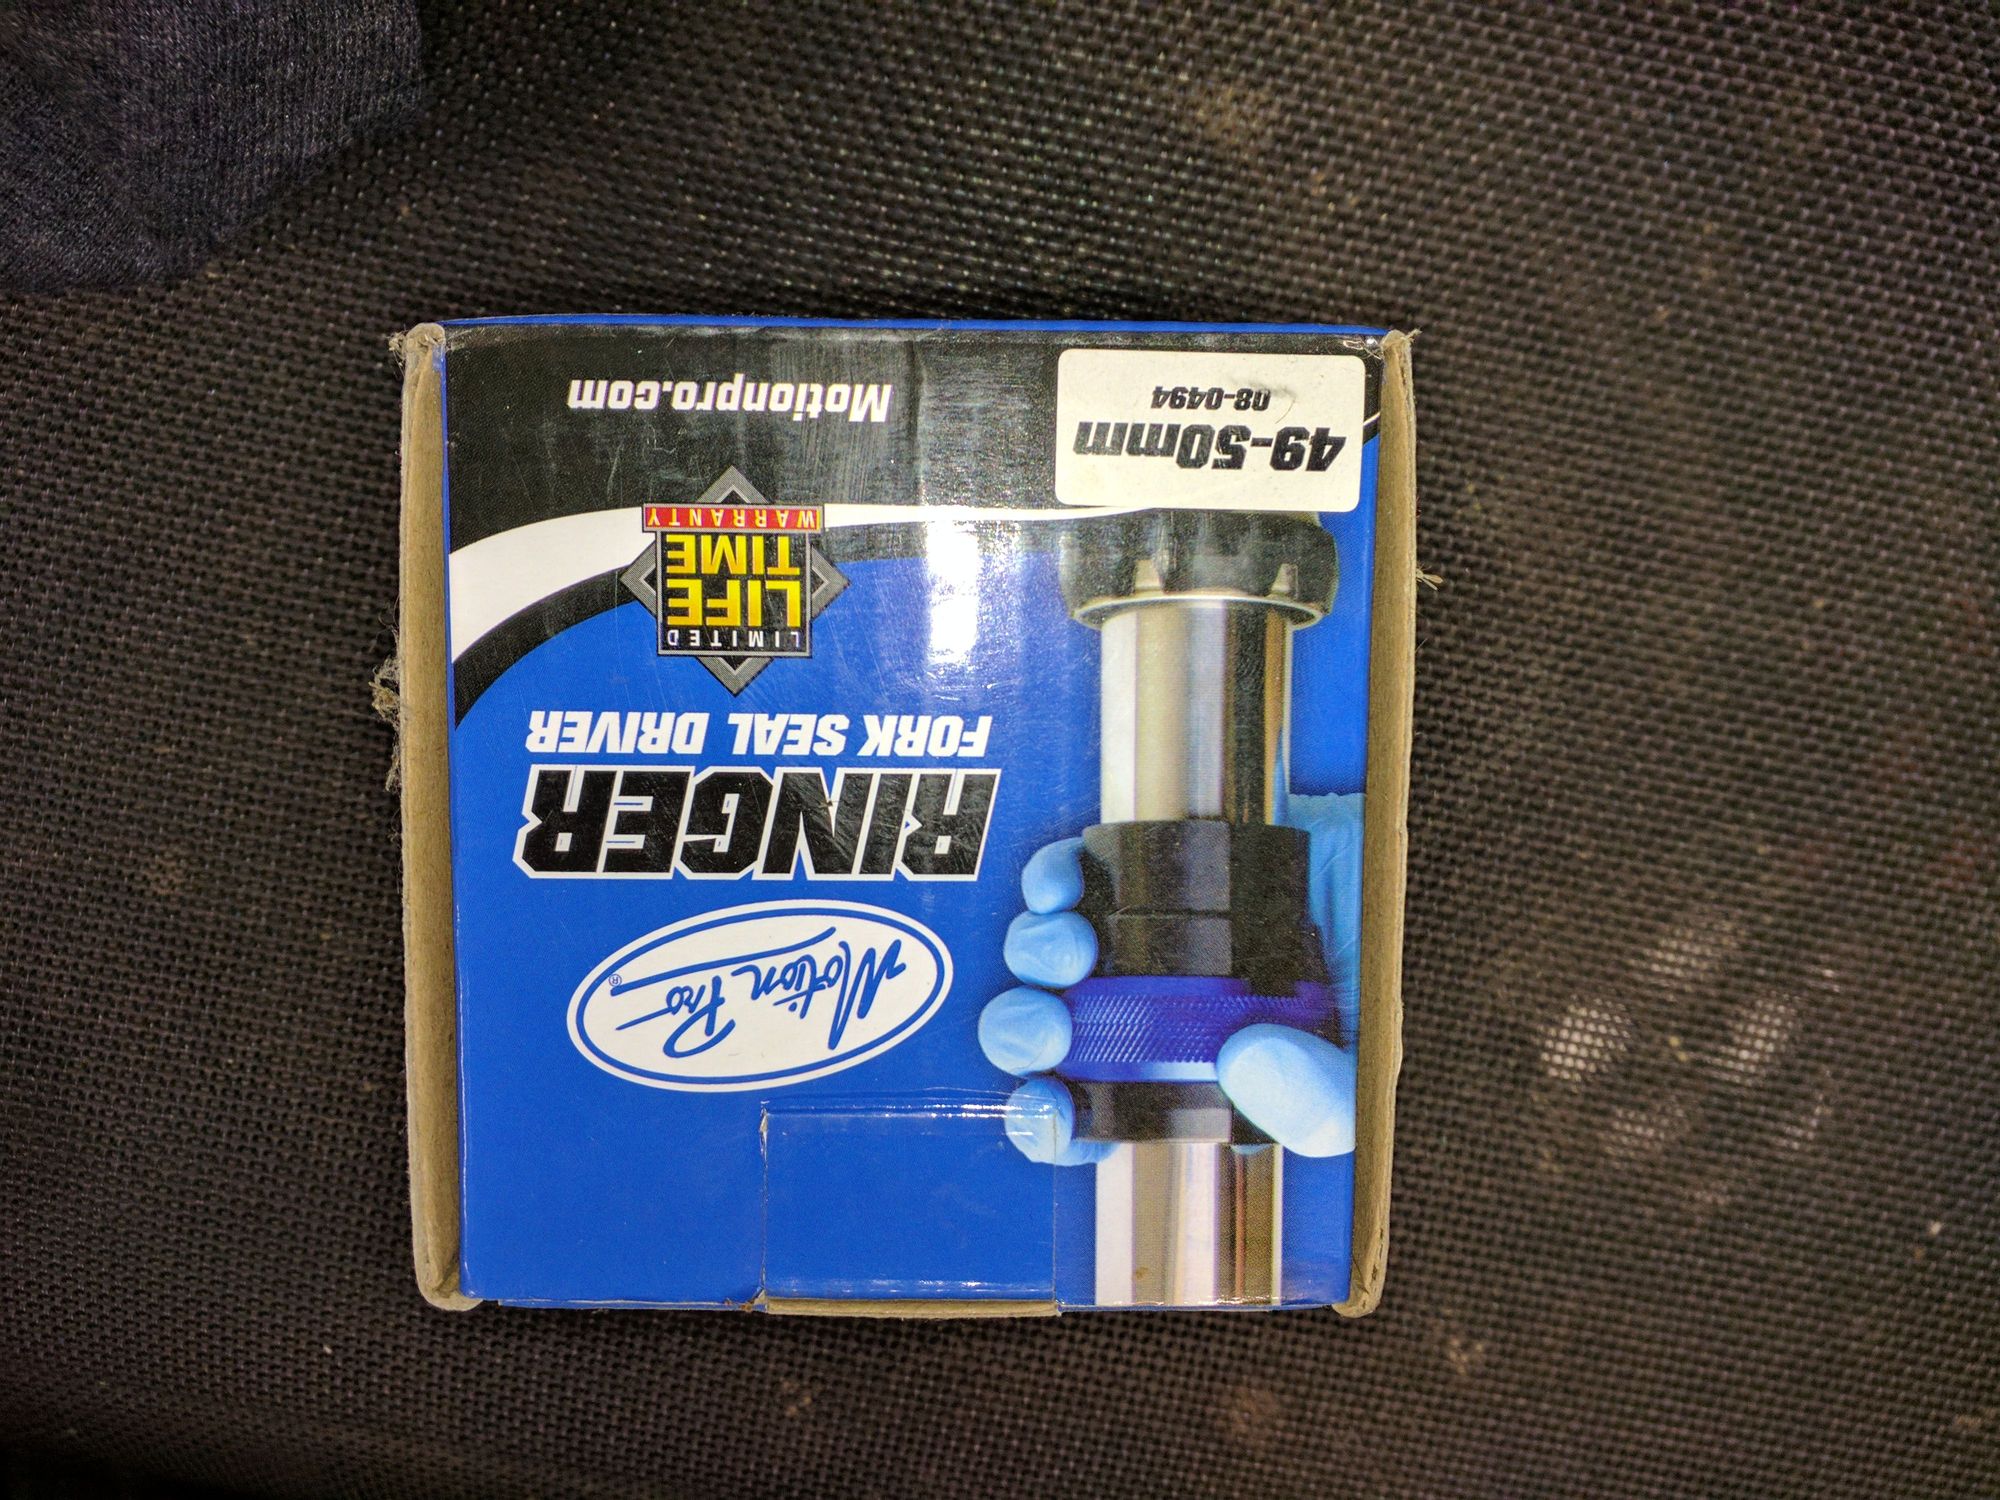 Motion Pro®
RINGER
FORK SEAL DRIVER
LIMITED
LIFE
TIME
WARRANTY
49-50mm
08-0494
Motionpro.com